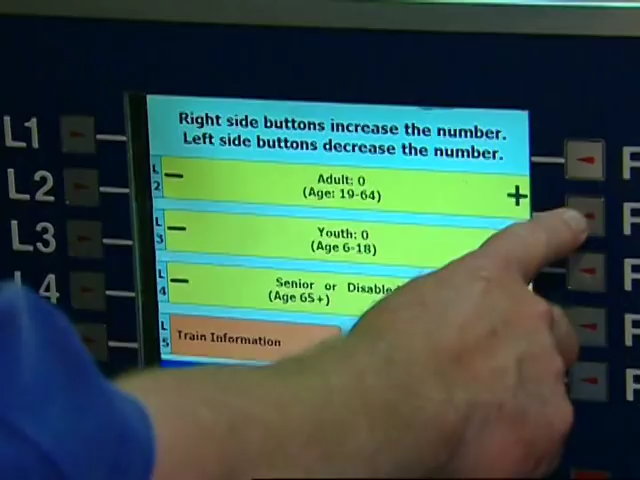 Right side buttons increase the number.
Left side buttons decrease the number.
L1
L2
L3
L4
L2
− Adult: 0 +
(Age: 19-64)
L3
− Youth: 0
(Age 6-18)
L4
− Senior or Disabled
(Age 65+)
L5
Train Information